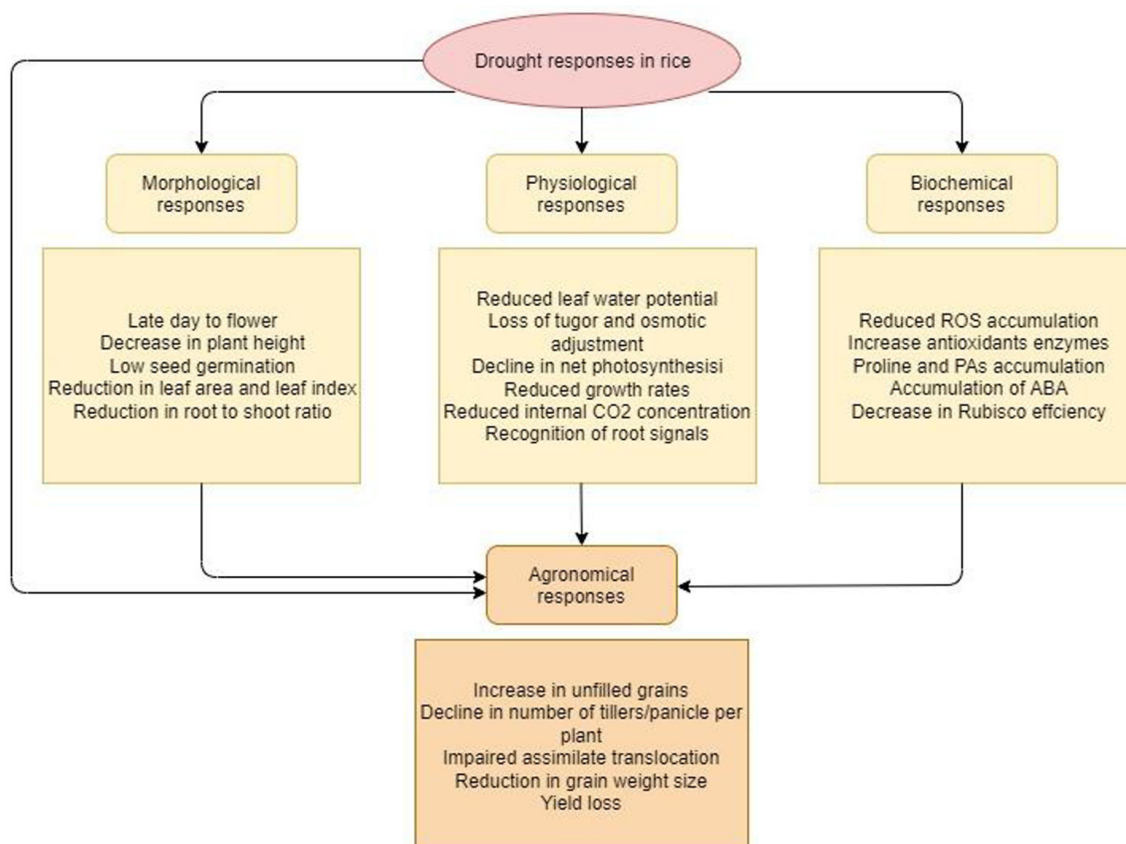 Drought responses in rice
Morphological
responses
Physiological
responses
Biochemical
responses
Late day to flower
Decrease in plant height
Low seed germination
Reduction in leaf area and leaf index
Reduction in root to shoot ratio
Reduced leaf water potential
Loss of tugor and osmotic
adjustment
Decline in net photosynthesisi
Reduced growth rates
Reduced internal CO2 concentration
Recognition of root signals
Reduced ROS accumulation
Increase antioxidants enzymes
Proline and PAs accumulation
Accumulation of ABA
Decrease in Rubisco effciency
Agronomical
responses
Increase in unfilled grains
Decline in number of tillers/panicle per
plant
Impaired assimilate translocation
Reduction in grain weight size
Yield loss